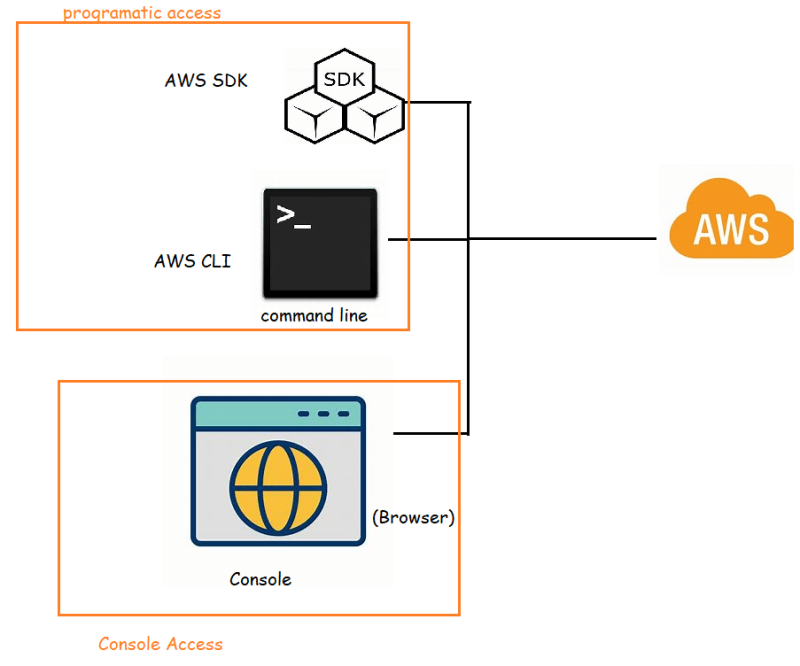 programatic access
AWS SDK
SDK
>_
AWS CLI
command line
AWS
(Browser)
Console
Console Access